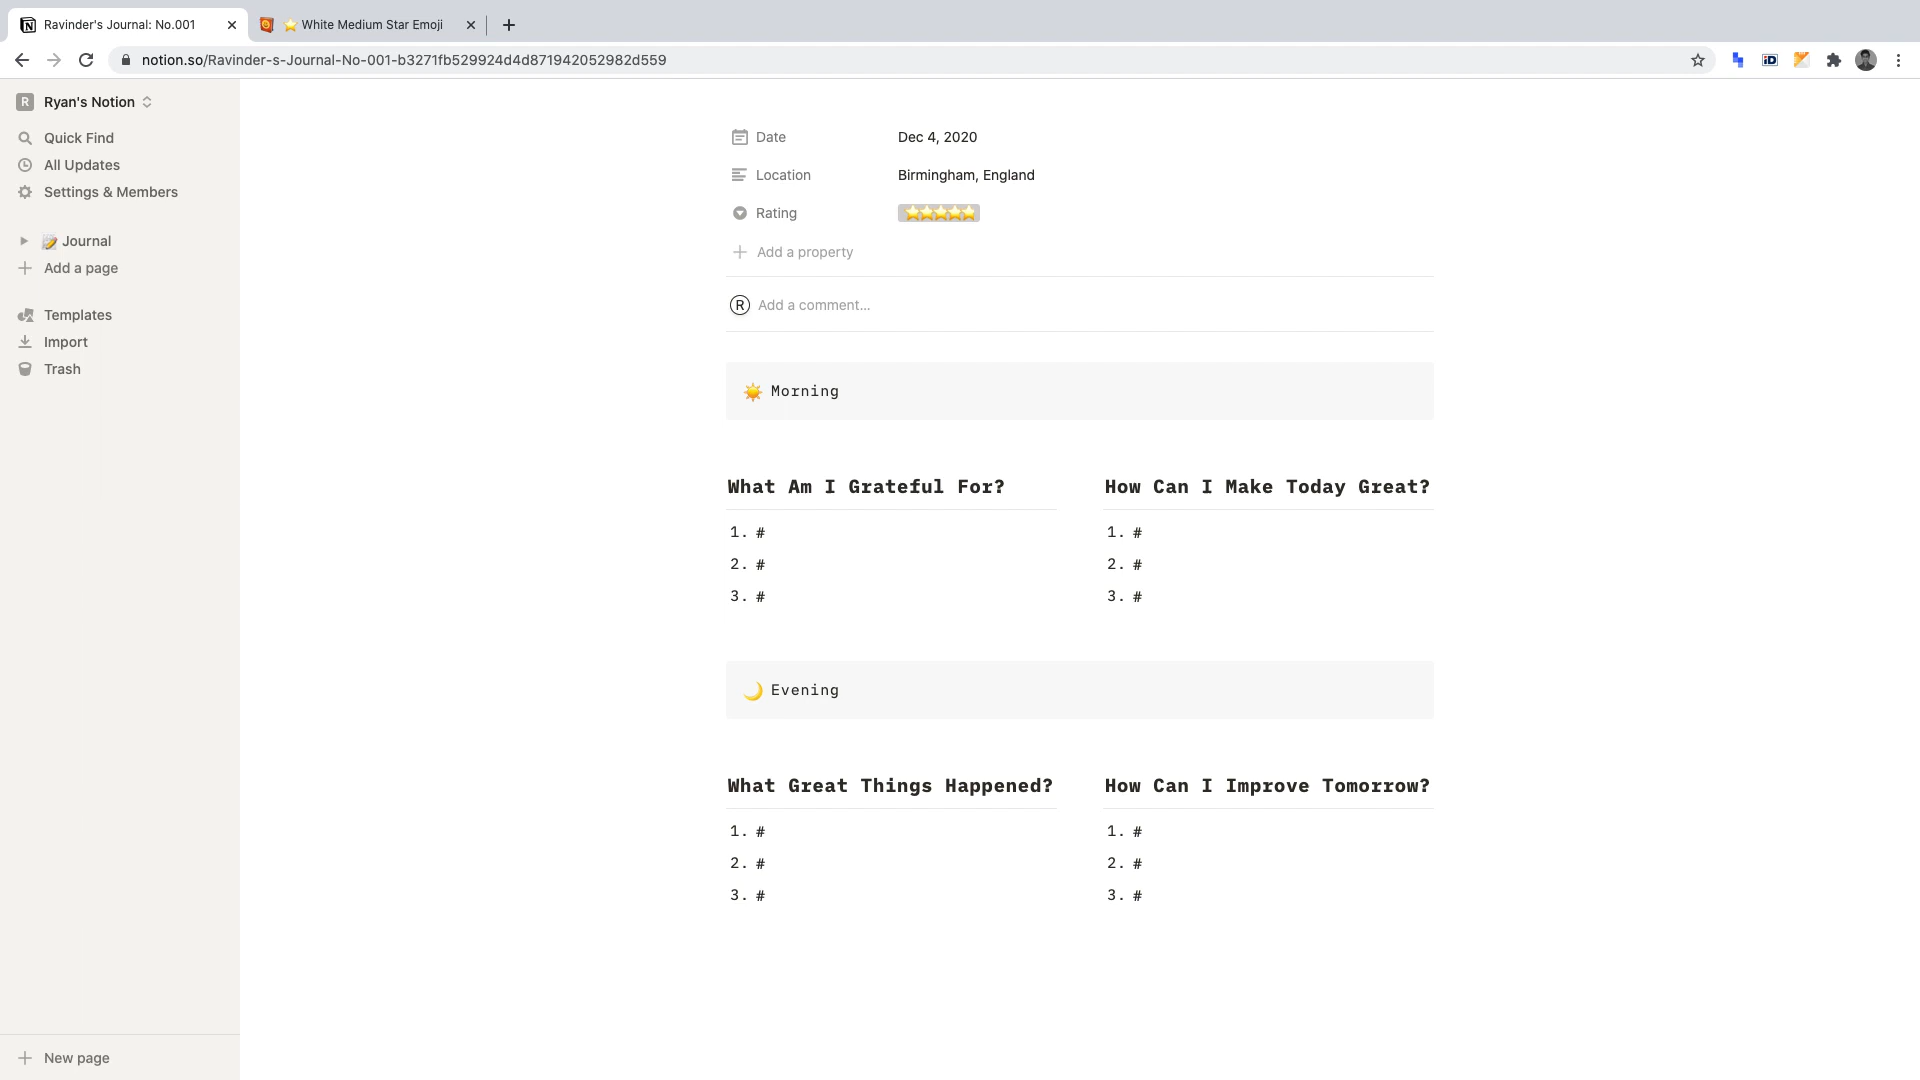 Ravinder's Journal: No.001
⭐ White Medium Star Emoji
notion.so/Ravinder-s-Journal-No-001-b3271fb529924d4d871942052982d559
R Ryan's Notion
Quick Find
All Updates
Settings & Members
Journal
Add a page
Templates
Import
Trash
New page
Date Dec 4, 2020
Location Birmingham, England
Rating ⭐⭐⭐⭐⭐
Add a property
R Add a comment...
☀️ Morning
What Am I Grateful For?
1. #
2. #
3. #
How Can I Make Today Great?
1. #
2. #
3. #
🌙 Evening
What Great Things Happened?
1. #
2. #
3. #
How Can I Improve Tomorrow?
1. #
2. #
3. #